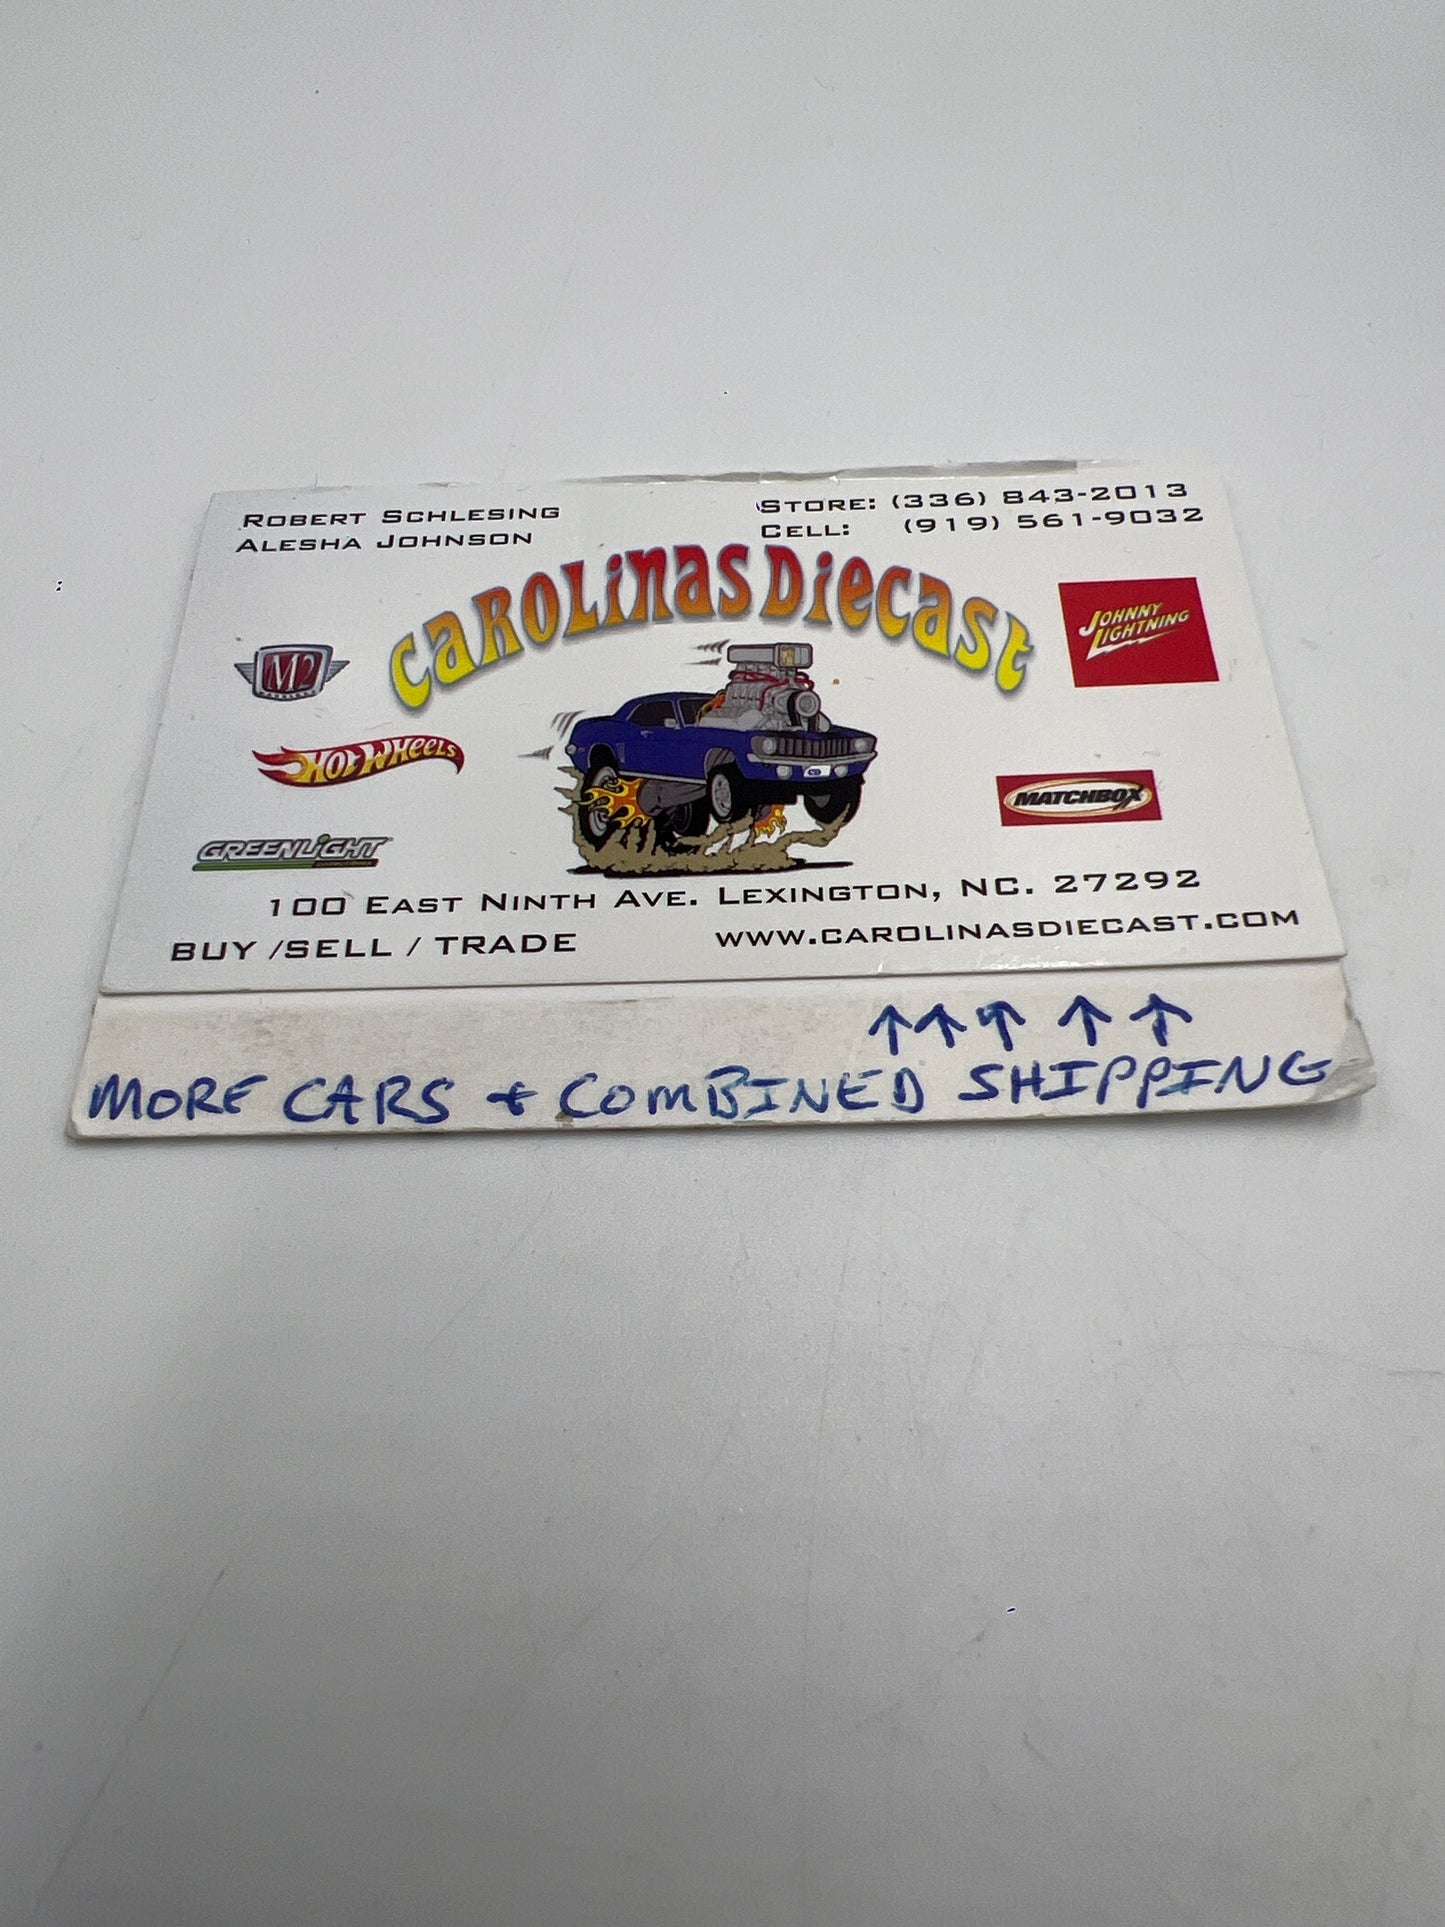 ROBERT SCHLESING
ALESHA JOHNSON
STORE: (336) 843-2013
CELL: (919) 561-9032
CAROLINAS DIECAST
M2
JOHNNY LIGHTNING
HOT WHEELS
MATCHBOX
GREENLIGHT
100 EAST NINTH AVE. LEXINGTON, NC. 27292
BUY /SELL / TRADE
WWW.CAROLINASDIECAST.COM
↑↑↑↑↑
MORE CARS + COMBINED SHIPPING